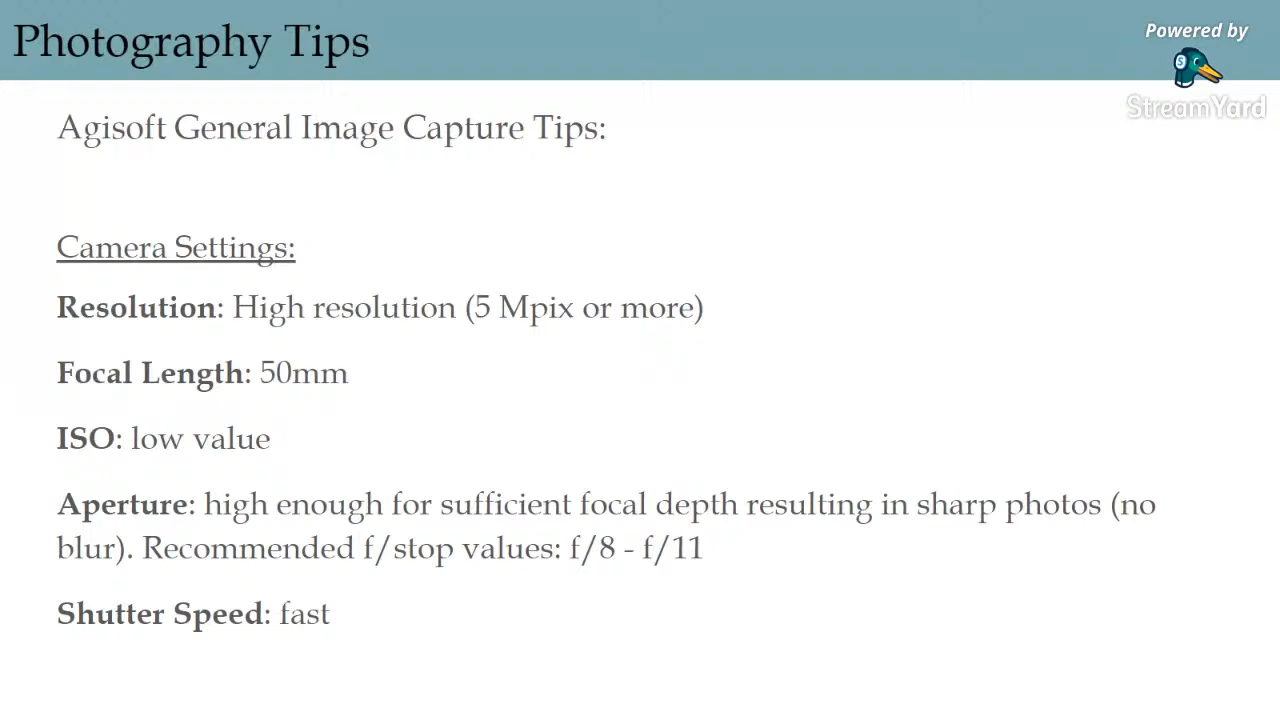 Photography Tips
Powered by
StreamYard
Agisoft General Image Capture Tips:
Camera Settings:
Resolution: High resolution (5 Mpix or more)
Focal Length: 50mm
ISO: low value
Aperture: high enough for sufficient focal depth resulting in sharp photos (no
blur). Recommended f/stop values: f/8 - f/11
Shutter Speed: fast